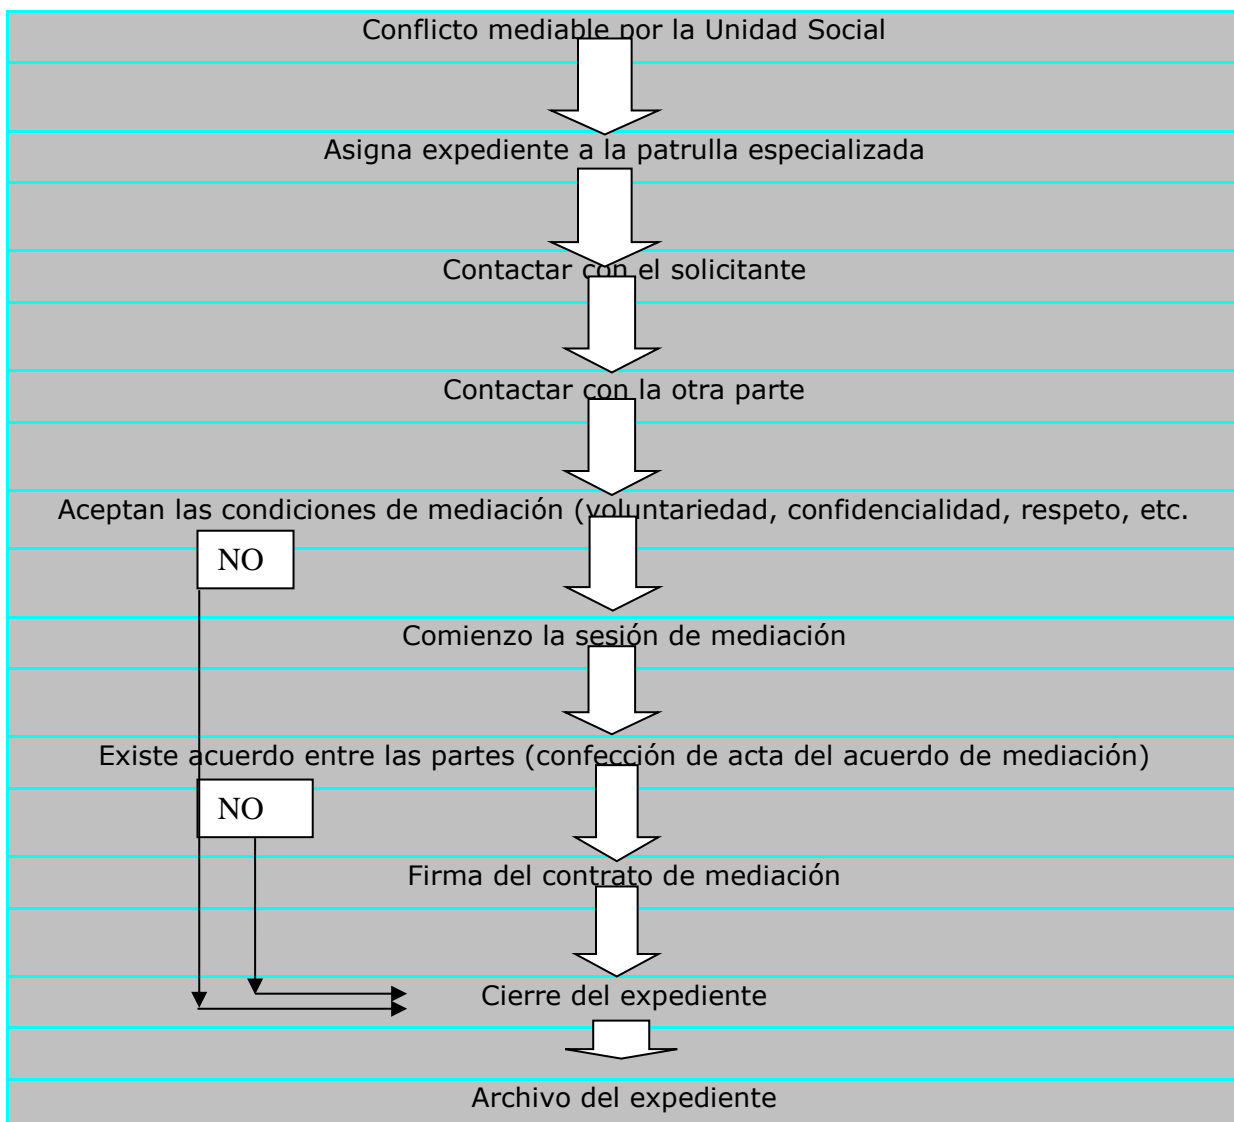 Conflicto mediable por la Unidad Social
Asigna expediente a la patrulla especializada
Contactar con el solicitante
Contactar con la otra parte
Aceptan las condiciones de mediación (voluntariedad, confidencialidad, respeto, etc.
NO
Comienzo la sesión de mediación
Existe acuerdo entre las partes (confección de acta del acuerdo de mediación)
NO
Firma del contrato de mediación
Cierre del expediente
Archivo del expediente